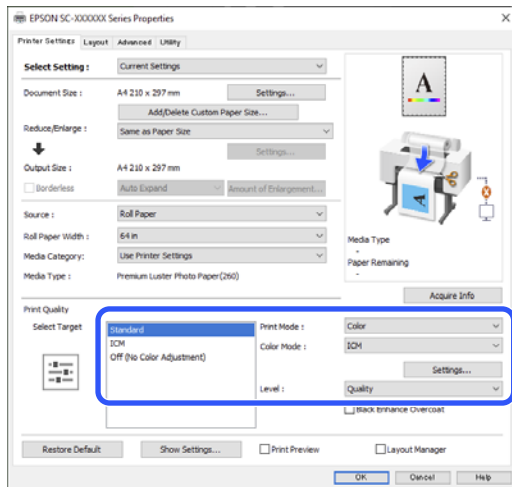 EPSON SC-XXXXXX Series Properties
Printer Settings Layout Advanced Utility
Select Setting : Current Settings
Document Size : A4 210 x 297 mm Settings...
Add/Delete Custom Paper Size...
Reduce/Enlarge : Same as Paper Size
Settings...
Output Size : A4 210 x 297 mm
Borderless Auto Expand Amount of Enlargement...
Source : Roll Paper
Roll Paper Width : 64 in
Media Category: Use Printer Settings
Media Type : Premium Luster Photo Paper(260)
A
A
Media Type
-
Paper Remaining
-
Acquire Info
Print Quality
Select Target
Standard
ICM
Off (No Color Adjustment)
Print Mode : Color
Color Mode : ICM
Settings...
Level : Quality
Black Enhance Overcoat
Restore Default Show Settings... Print Preview Layout Manager
OK Cancel Help